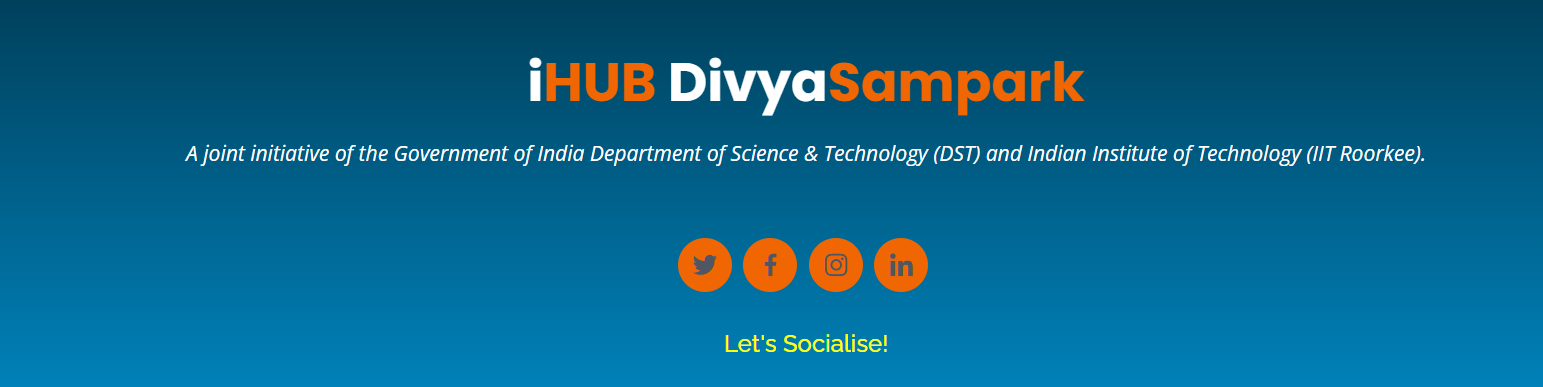 iHUB DivyaSampark
A joint initiative of the Government of India Department of Science & Technology (DST) and Indian Institute of Technology (IIT Roorkee).
Let's Socialise!